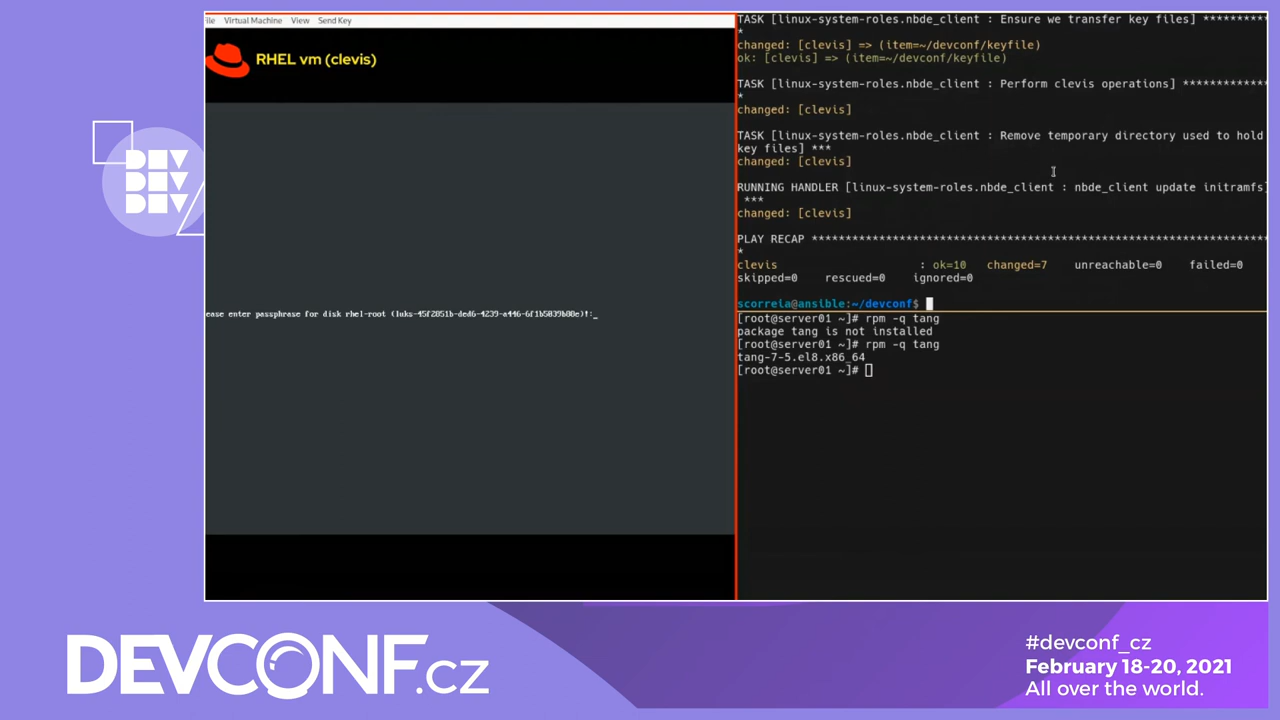 ile Virtual Machine View Send Key
RHEL vm (clevis)
ease enter passphrase for disk rhel-root (luks-45f2851b-ded6-4239-a446-6f1b5039b80e)!:_
TASK [linux-system-roles.nbde_client : Ensure we transfer key files] **********
*
changed: [clevis] => (item=~/devconf/keyfile)
ok: [clevis] => (item=~/devconf/keyfile)
TASK [linux-system-roles.nbde_client : Perform clevis operations] *************
*
changed: [clevis]
TASK [linux-system-roles.nbde_client : Remove temporary directory used to hold
key files] ***
changed: [clevis]
RUNNING HANDLER [linux-system-roles.nbde_client : nbde_client update initramfs]
***
changed: [clevis]
PLAY RECAP ********************************************************************
*
clevis : ok=10 changed=7 unreachable=0 failed=0
skipped=0 rescued=0 ignored=0
scorreia@ansible:~/devconf$
[root@server01 ~]# rpm -q tang
package tang is not installed
[root@server01 ~]# rpm -q tang
tang-7-5.el8.x86_64
[root@server01 ~]#
DEV
DEV
DEV
DEVCONF.cz
#devconf_cz
February 18-20, 2021
All over the world.